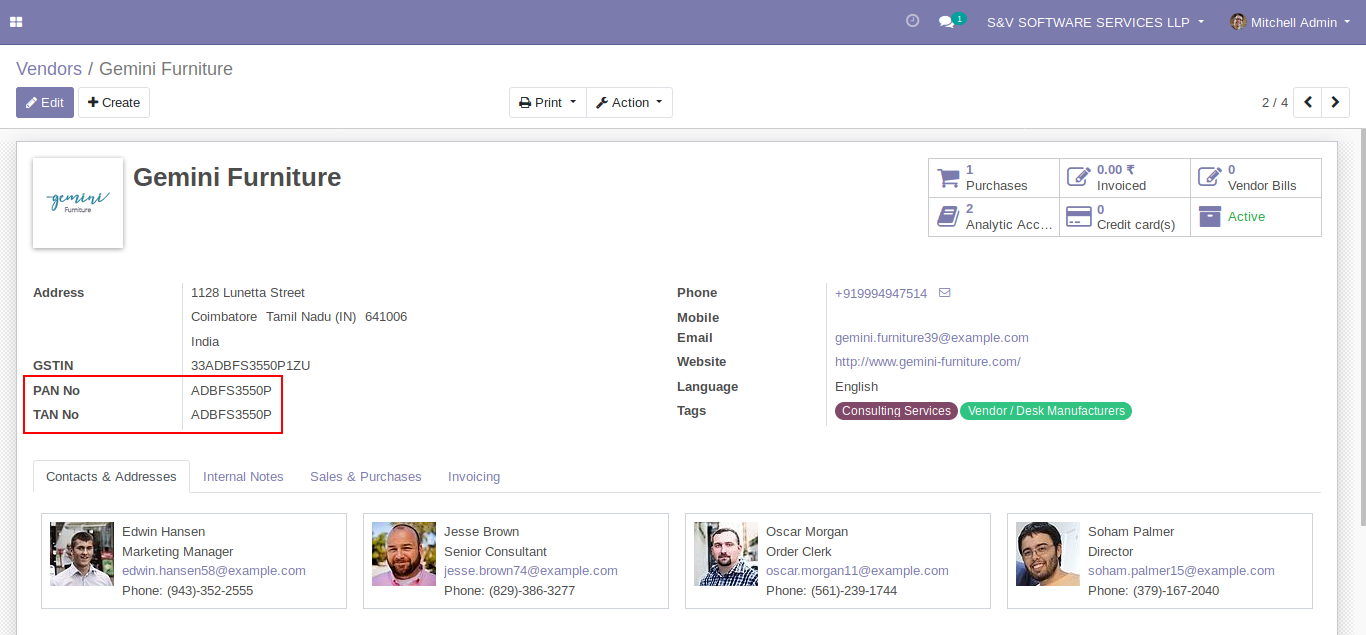 1
S&V SOFTWARE SERVICES LLP
Mitchell Admin
Vendors / Gemini Furniture
Edit
Create
Print
Action
2 / 4
gemini
Furniture
Gemini Furniture
1
Purchases
0.00 ₹
Invoiced
0
Vendor Bills
2
Analytic Acc...
0
Credit card(s)
Active
Address
1128 Lunetta Street
Coimbatore Tamil Nadu (IN) 641006
India
GSTIN 33ADBFS3550P1ZU
PAN No ADBFS3550P
TAN No ADBFS3550P
Phone +919994947514
Mobile
Email gemini.furniture39@example.com
Website http://www.gemini-furniture.com/
Language English
Tags Consulting Services Vendor / Desk Manufacturers
Contacts & Addresses Internal Notes Sales & Purchases Invoicing
Edwin Hansen
Marketing Manager
edwin.hansen58@example.com
Phone: (943)-352-2555
Jesse Brown
Senior Consultant
jesse.brown74@example.com
Phone: (829)-386-3277
Oscar Morgan
Order Clerk
oscar.morgan11@example.com
Phone: (561)-239-1744
Soham Palmer
Director
soham.palmer15@example.com
Phone: (379)-167-2040